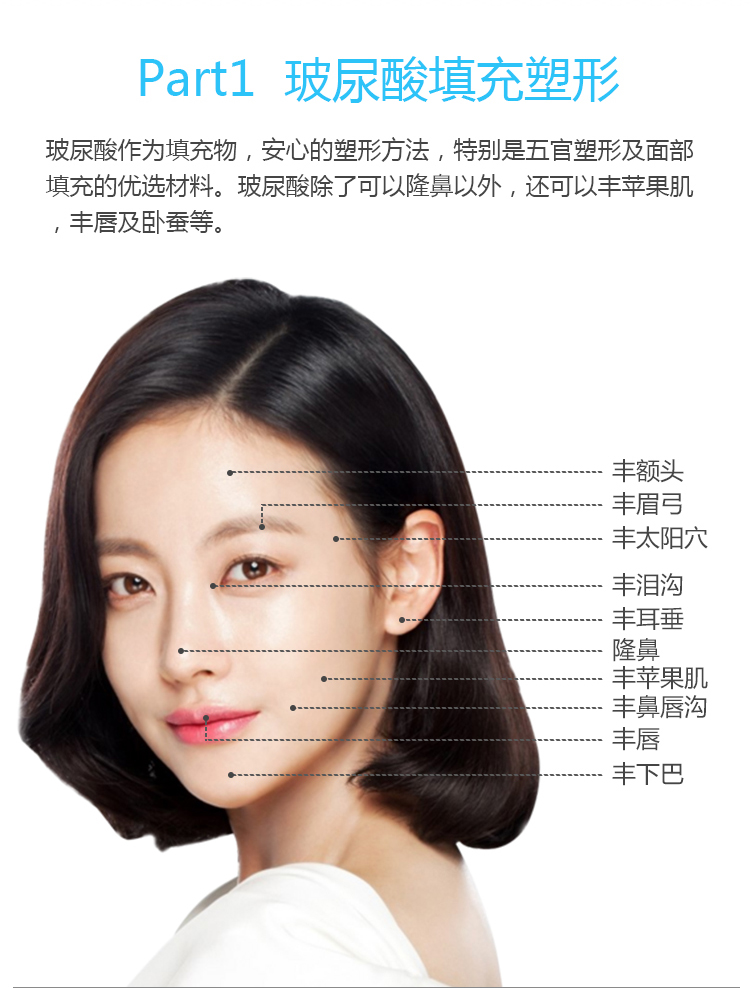 Part1 玻尿酸填充塑形
玻尿酸作为填充物，安心的塑形方法，特别是五官塑形及面部
填充的优选材料。玻尿酸除了可以隆鼻以外，还可以丰苹果肌
，丰唇及卧蚕等。
丰额头
丰眉弓
丰太阳穴
丰泪沟
丰耳垂
隆鼻
丰苹果肌
丰鼻唇沟
丰唇
丰下巴